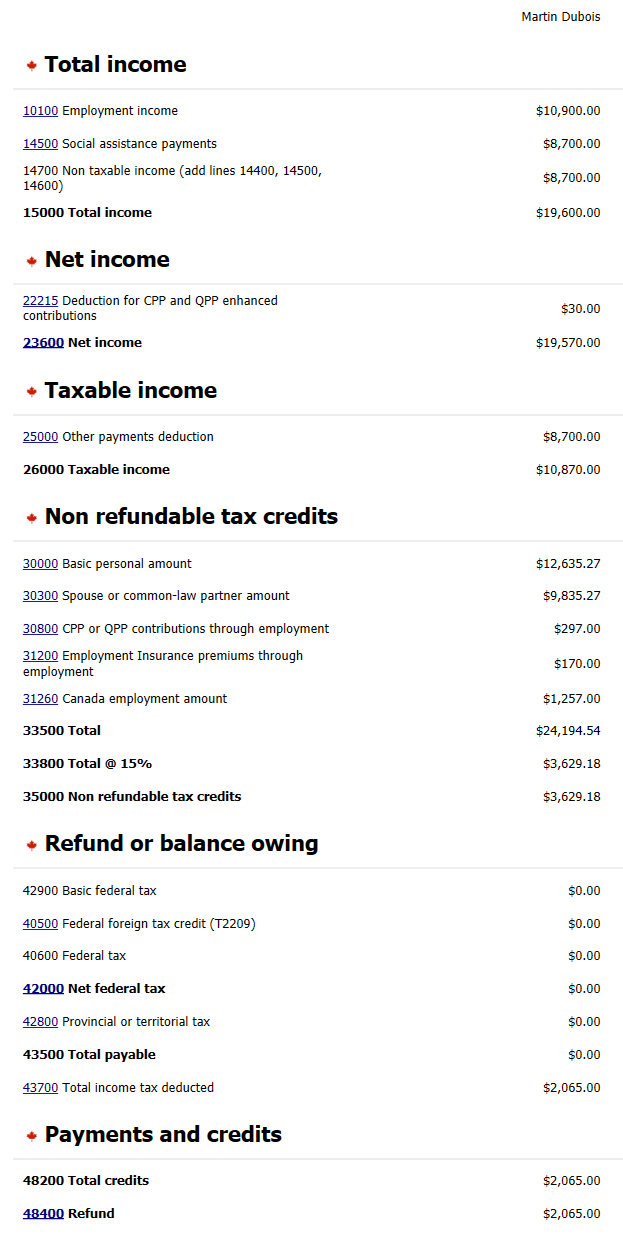 Martin Dubois
Total income
10100 Employment income $10,900.00
14500 Social assistance payments $8,700.00
14700 Non taxable income (add lines 14400, 14500,
14600) $8,700.00
15000 Total income $19,600.00
Net income
22215 Deduction for CPP and QPP enhanced
contributions $30.00
23600 Net income $19,570.00
Taxable income
25000 Other payments deduction $8,700.00
26000 Taxable income $10,870.00
Non refundable tax credits
30000 Basic personal amount $12,635.27
30300 Spouse or common-law partner amount $9,835.27
30800 CPP or QPP contributions through employment $297.00
31200 Employment Insurance premiums through
employment $170.00
31260 Canada employment amount $1,257.00
33500 Total $24,194.54
33800 Total @ 15% $3,629.18
35000 Non refundable tax credits $3,629.18
Refund or balance owing
42900 Basic federal tax $0.00
40500 Federal foreign tax credit (T2209) $0.00
40600 Federal tax $0.00
42000 Net federal tax $0.00
42800 Provincial or territorial tax $0.00
43500 Total payable $0.00
43700 Total income tax deducted $2,065.00
Payments and credits
48200 Total credits $2,065.00
48400 Refund $2,065.00